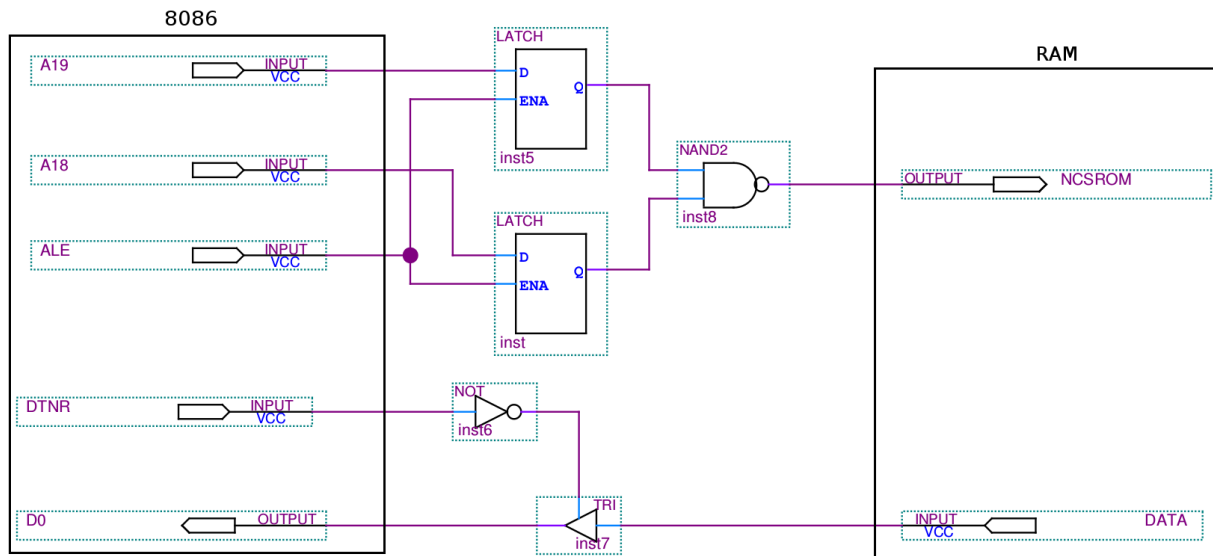 8086
RAM
A19
INPUT
VCC
LATCH
D
ENA
Q
inst5
A18
INPUT
VCC
NAND2
inst8
OUTPUT
NCSROM
ALE
INPUT
VCC
LATCH
D
ENA
Q
inst
DTNR
INPUT
VCC
NOT
inst6
D0
OUTPUT
TRI
inst7
INPUT
VCC
DATA